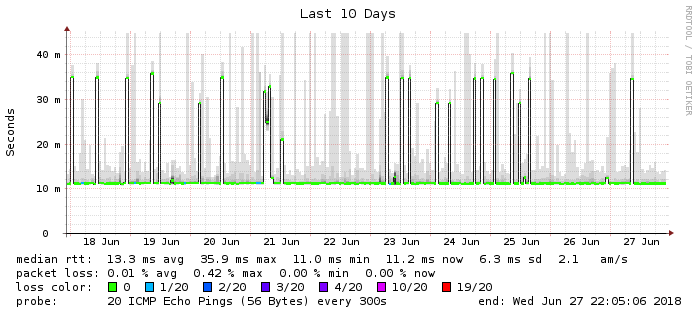 Last 10 Days
RRDTOOL / TOBI OETIKER
Seconds
40 m
30 m
20 m
10 m
0
18 Jun 19 Jun 20 Jun 21 Jun 22 Jun 23 Jun 24 Jun 25 Jun 26 Jun 27 Jun
median rtt: 13.3 ms avg 35.9 ms max 11.0 ms min 11.2 ms now 6.3 ms sd 2.1 am/s
packet loss: 0.01 % avg 0.42 % max 0.00 % min 0.00 % now
loss color: 0 1/20 2/20 3/20 4/20 10/20 19/20
probe: 20 ICMP Echo Pings (56 Bytes) every 300s end: Wed Jun 27 22:05:06 2018